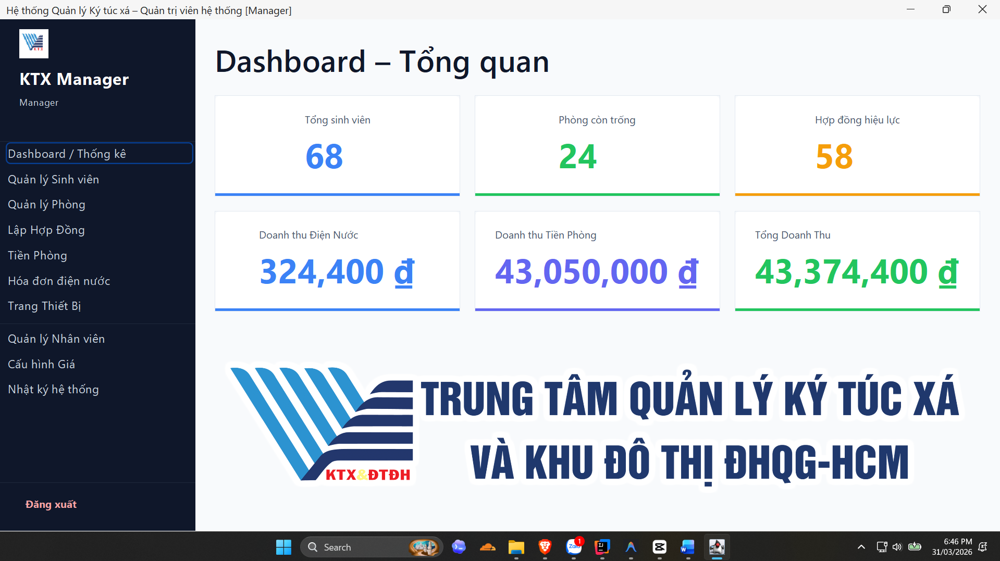 Hệ thống Quản lý Ký túc xá – Quản trị viên hệ thống [Manager]
KTX
KTX Manager
Manager
Dashboard / Thống kê
Quản lý Sinh viên
Quản lý Phòng
Lập Hợp Đồng
Tiền Phòng
Hóa đơn điện nước
Trang Thiết Bị
Quản lý Nhân viên
Cấu hình Giá
Nhật ký hệ thống
Đăng xuất
Dashboard – Tổng quan
Tổng sinh viên
68
Phòng còn trống
24
Hợp đồng hiệu lực
58
Doanh thu Điện Nước
324,400 ₫
Doanh thu Tiền Phòng
43,050,000 ₫
Tổng Doanh Thu
43,374,400 ₫
TRUNG TÂM QUẢN LÝ KÝ TÚC XÁ
VÀ KHU ĐÔ THỊ ĐHQG-HCM
KTX&ĐTĐH
Search
Zalo
1
IJ
W
6:46 PM
31/03/2026